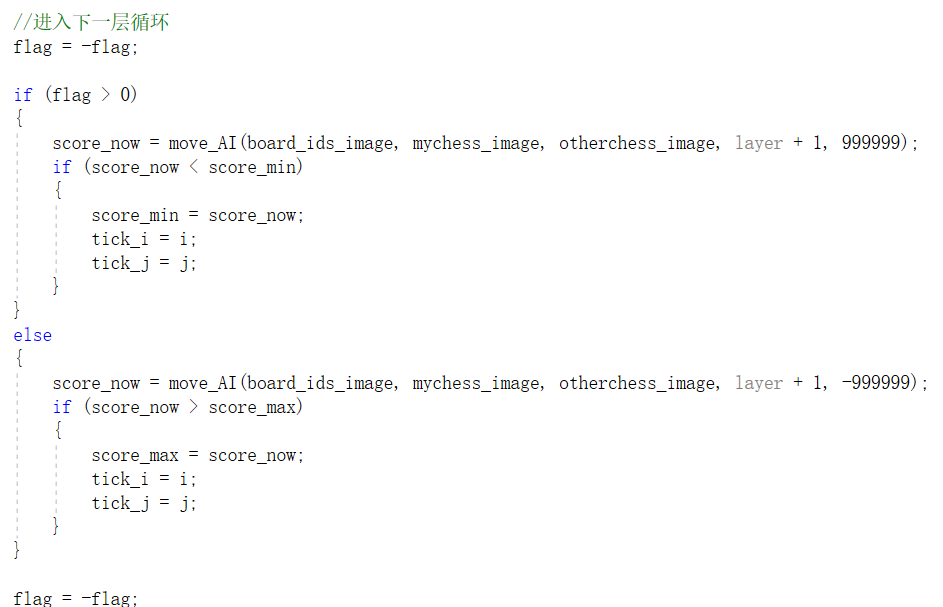 //进入下一层循环
flag = -flag;
if (flag > 0)
{
score_now = move_AI(board_ids_image, mychess_image, otherchess_image, layer + 1, 999999);
if (score_now < score_min)
{
score_min = score_now;
tick_i = i;
tick_j = j;
}
}
else
{
score_now = move_AI(board_ids_image, mychess_image, otherchess_image, layer + 1, -999999);
if (score_now > score_max)
{
score_max = score_now;
tick_i = i;
tick_j = j;
}
}
flag = -flag;